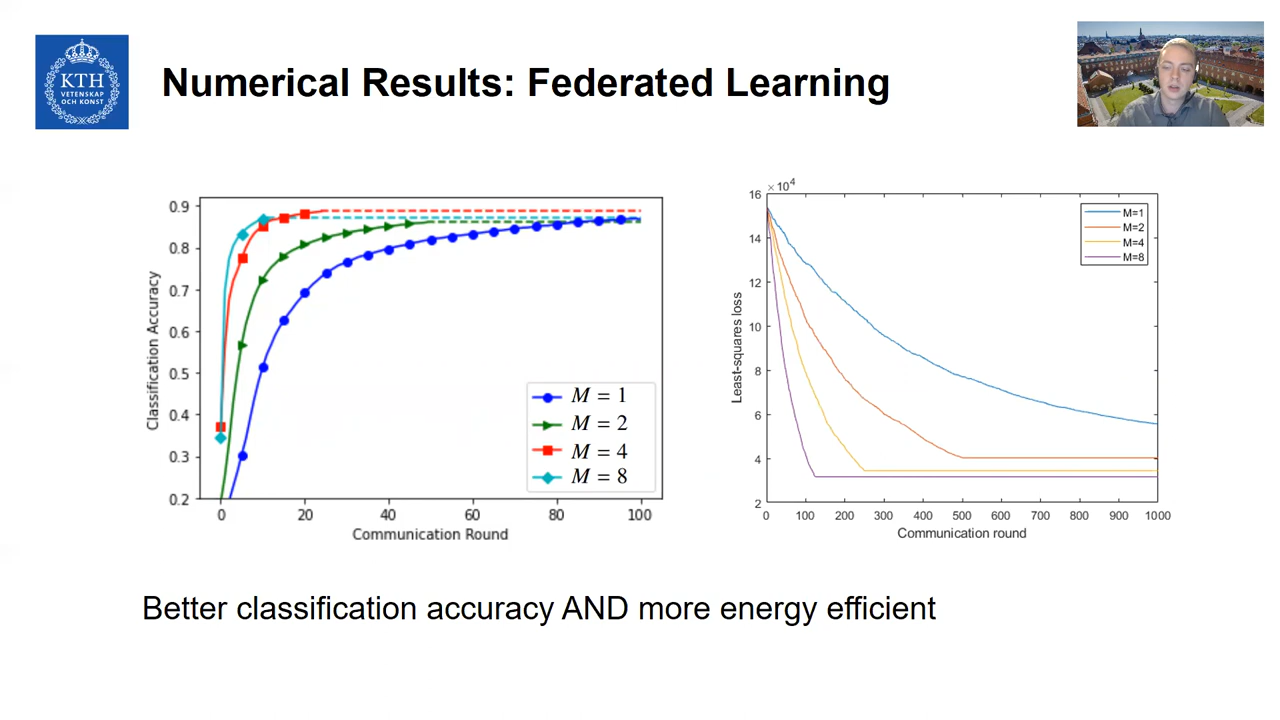 KTH
VETENSKAP
OCH KONST
Numerical Results: Federated Learning
0.9
0.8
0.7
0.6
0.5
0.4
0.3
0.2
Classification Accuracy
M = 1
M = 2
M = 4
M = 8
0 20 40 60 80 100
Communication Round
16 ×10⁴
14
12
10
8
6
4
2
Least-squares loss
M=1
M=2
M=4
M=8
0 100 200 300 400 500 600 700 800 900 1000
Communication round
Better classification accuracy AND more energy efficient